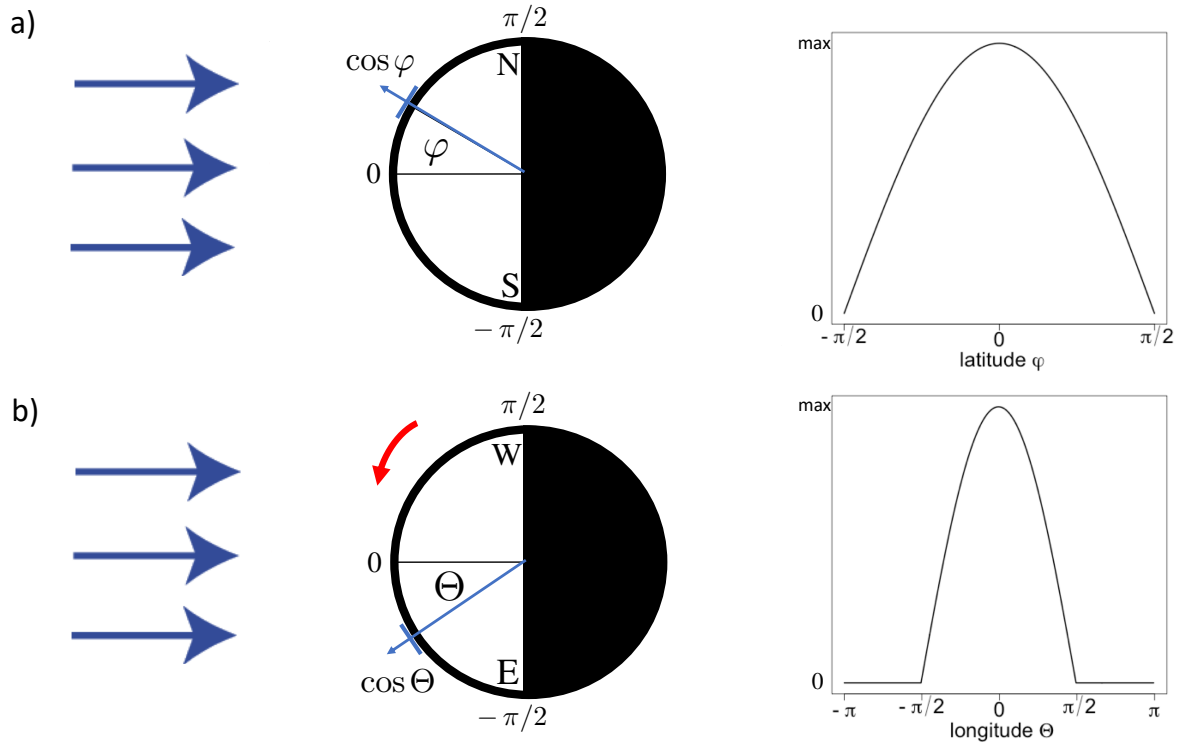 a)
π/2
N
cos φ
φ
0
S
- π/2
max
0
- π/2
0
π/2
latitude φ
b)
π/2
W
0
Θ
E
cos Θ
- π/2
max
0
- π
- π/2
0
π/2
π
longitude Θ